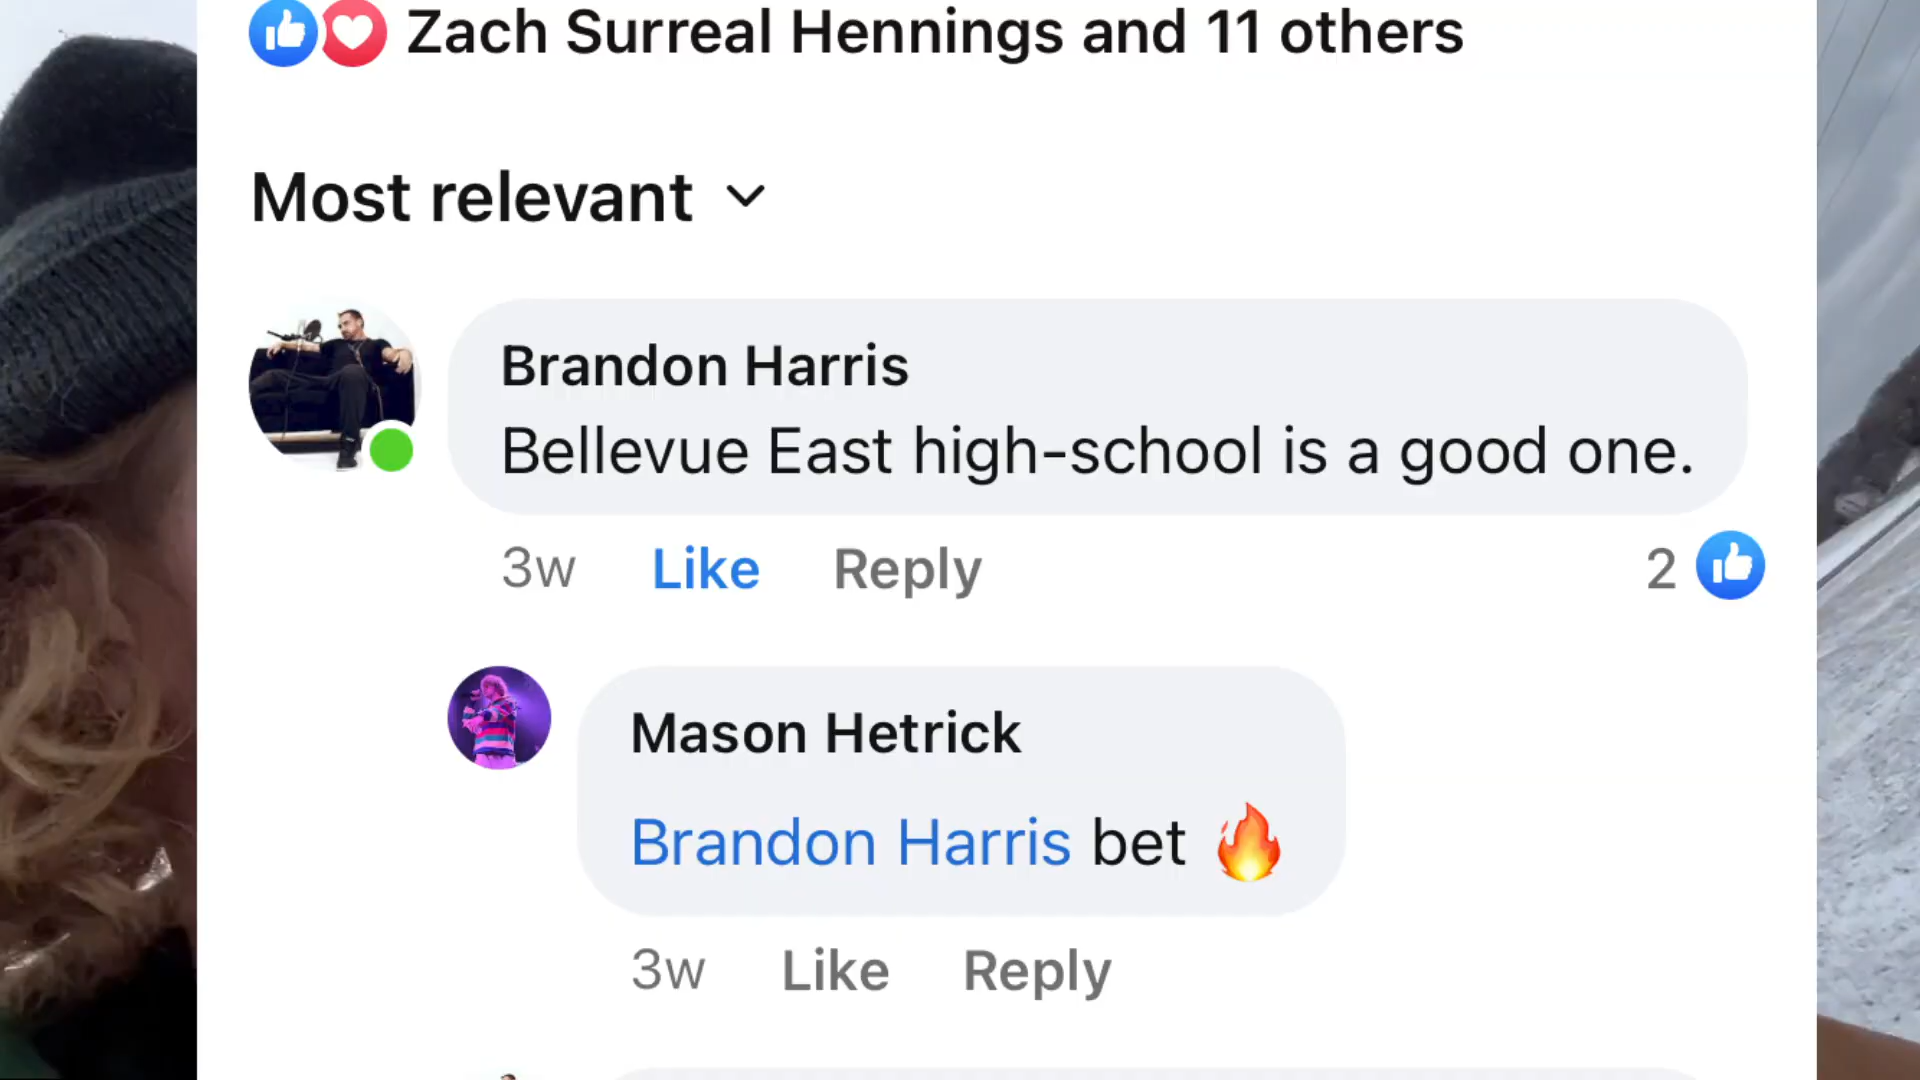 Zach Surreal Hennings and 11 others
Most relevant
Brandon Harris
Bellevue East high-school is a good one.
3w Like Reply 2
Mason Hetrick
Brandon Harris bet 🔥
3w Like Reply